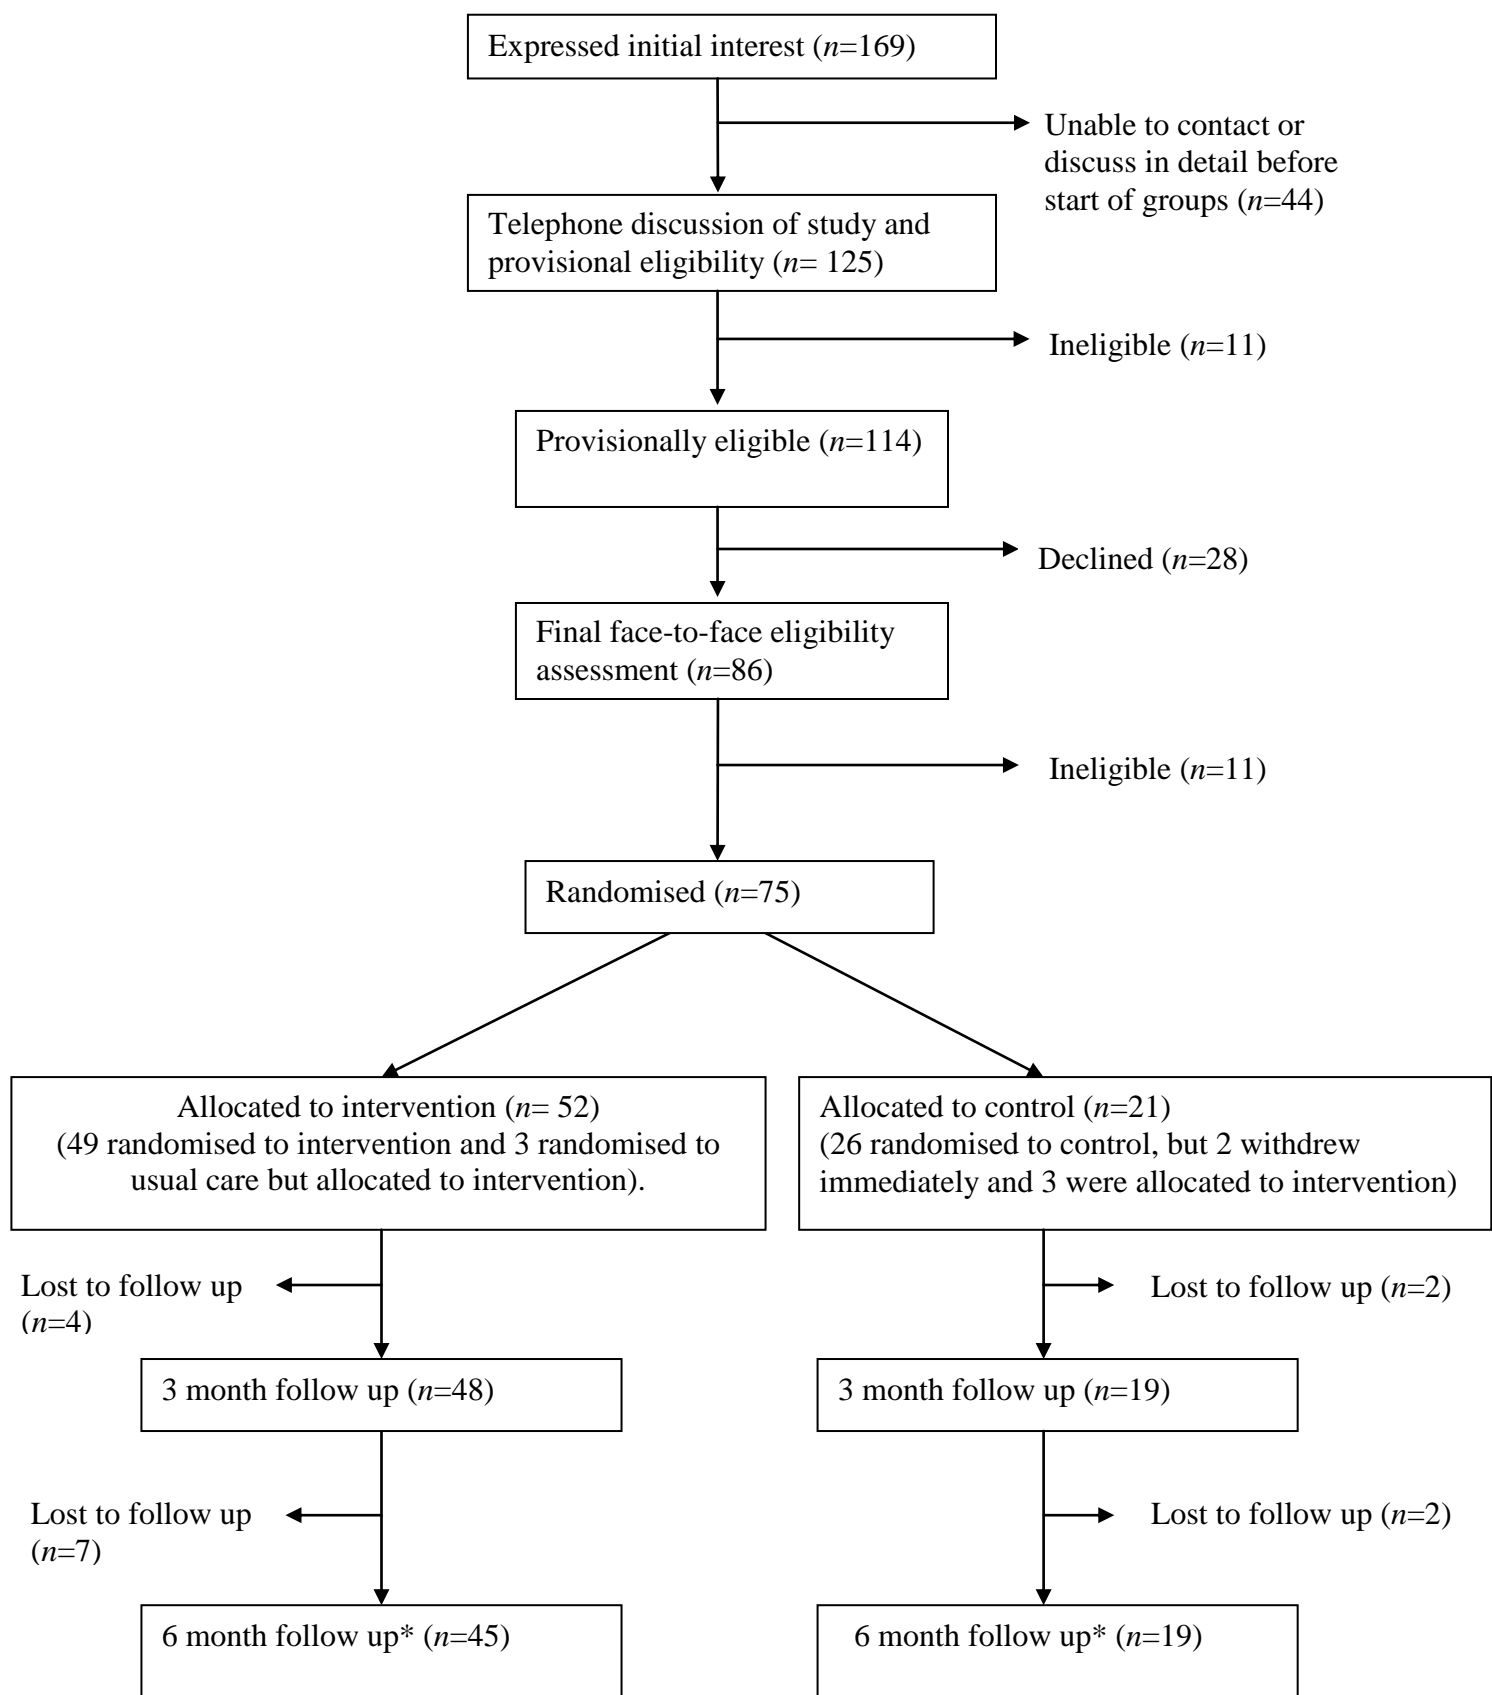 Expressed initial interest (n=169)
Unable to contact or
discuss in detail before
start of groups (n=44)
Telephone discussion of study and
provisional eligibility (n= 125)
Ineligible (n=11)
Provisionally eligible (n=114)
Declined (n=28)
Final face-to-face eligibility
assessment (n=86)
Ineligible (n=11)
Randomised (n=75)
Allocated to intervention (n= 52)
(49 randomised to intervention and 3 randomised to
usual care but allocated to intervention).
Allocated to control (n=21)
(26 randomised to control, but 2 withdrew
immediately and 3 were allocated to intervention)
Lost to follow up
(n=4)
Lost to follow up (n=2)
3 month follow up (n=48)
3 month follow up (n=19)
Lost to follow up
(n=7)
Lost to follow up (n=2)
6 month follow up* (n=45)
6 month follow up* (n=19)